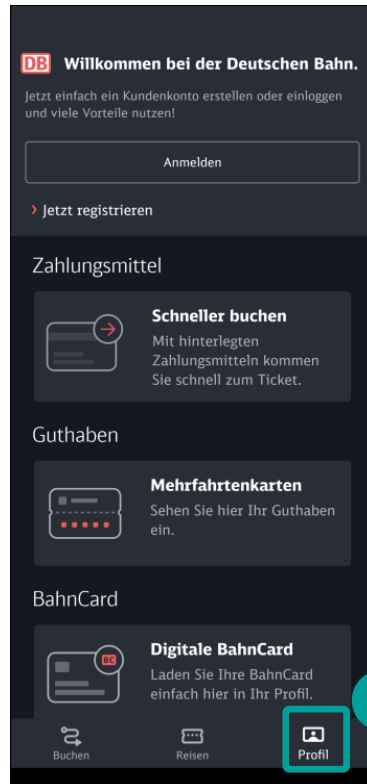 DB Willkommen bei der Deutschen Bahn.
Jetzt einfach ein Kundenkonto erstellen oder einloggen
und viele Vorteile nutzen!
Anmelden
Jetzt registrieren
Zahlungsmittel
Schneller buchen
Mit hinterlegten
Zahlungsmitteln kommen
Sie schnell zum Ticket.
Guthaben
Mehrfahrtenkarten
Sehen Sie hier Ihr Guthaben
ein.
BahnCard
BC
Digitale BahnCard
Laden Sie Ihre BahnCard
einfach hier in Ihr Profil.
Buchen
Reisen
Profil